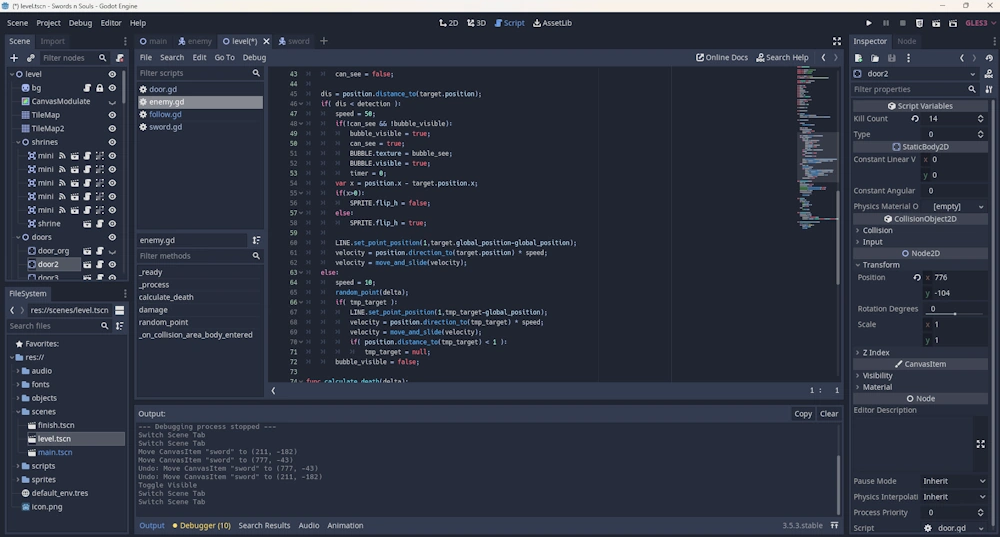 (*) level.tscn - Swords n Souls - Godot Engine
Scene Project Debug Editor Help
2D 3D Script AssetLib
GLES3
Scene Import
main enemy level(*) sword
Inspector Node
Filter nodes
File Search Edit Go To Debug
Online Docs Search Help
level
bg
CanvasModulate
TileMap
TileMap2
shrines
mini
mini
mini
mini
mini
shrine
doors
door_org
door2
door3
Filter scripts
door.gd
enemy.gd
follow.gd
sword.gd
enemy.gd
Filter methods
_ready
_process
calculate_death
damage
random_point
_on_collision_area_body_entered
43 can_see = false;
44
45 dis = position.distance_to(target.position);
46 if( dis < detection ):
47 speed = 50;
48 if(!can_see && !bubble_visible):
49 bubble_visible = true;
50 can_see = true;
51 BUBBLE.texture = bubble_see;
52 BUBBLE.visible = true;
53 timer = 0;
54 var x = position.x - target.position.x;
55 if(x>0):
56 SPRITE.flip_h = false;
57 else:
58 SPRITE.flip_h = true;
59
60 LINE.set_point_position(1,target.global_position-global_position);
61 velocity = position.direction_to(target.position) * speed;
62 velocity = move_and_slide(velocity);
63 else:
64 speed = 10;
65 random_point(delta);
66 if( tmp_target ):
67 LINE.set_point_position(1,tmp_target-global_position);
68 velocity = position.direction_to(tmp_target) * speed;
69 velocity = move_and_slide(velocity);
70 if( position.distance_to(tmp_target) < 1 ):
71 tmp_target = null;
72 bubble_visible = false;
73
74 func calculate_death(delta):
1 : 1
FileSystem
res://scenes/level.tscn
Search files
Favorites:
res://
audio
fonts
objects
scenes
finish.tscn
level.tscn
main.tscn
scripts
sprites
default_env.tres
icon.png
Output:
Copy Clear
--- Debugging process stopped ---
Switch Scene Tab
Switch Scene Tab
Move CanvasItem "sword" to (211, -182)
Move CanvasItem "sword" to (777, -43)
Undo: Move CanvasItem "sword" to (777, -43)
Undo: Move CanvasItem "sword" to (211, -182)
Toggle Visible
Switch Scene Tab
Switch Scene Tab
Output Debugger (10) Search Results Audio Animation
3.5.3.stable
door2
Filter properties
Script Variables
Kill Count 14
Type 0
StaticBody2D
Constant Linear V x 0
y 0
Constant Angular 0
Physics Material O [empty]
CollisionObject2D
Collision
Input
Node2D
Transform
Position x 776
y -104
Rotation Degrees 0
Scale x 1
y 1
Z Index
CanvasItem
Visibility
Material
Node
Editor Description
Pause Mode Inherit
Physics Interpolati Inherit
Process Priority 0
Script door.gd